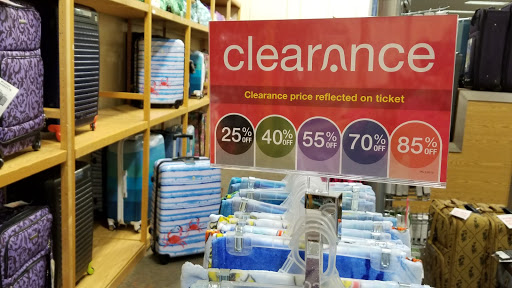 clearance
Clearance price reflected on ticket
25% OFF 40% OFF 55% OFF 70% OFF 85% OFF